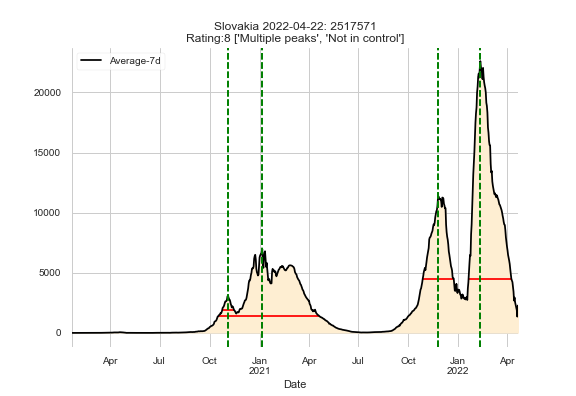 Slovakia 2022-04-22: 2517571
Rating:8 ['Multiple peaks', 'Not in control']
Average-7d
20000
15000
10000
5000
0
Apr
Jul
Oct
Jan
2021
Apr
Jul
Oct
Jan
2022
Apr
Date